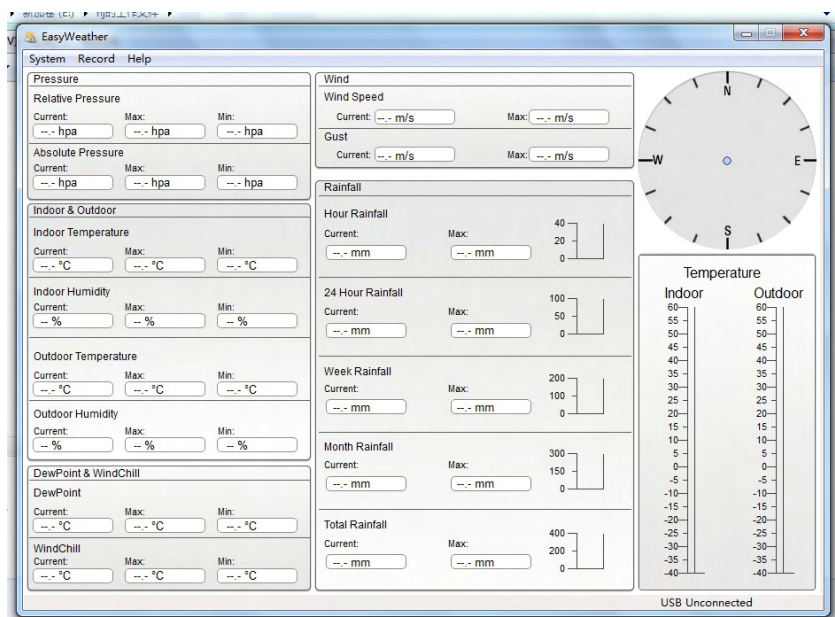 新加卷 (E:)
EasyWeather
System Record Help
Pressure
Relative Pressure
Current: Max: Min:
--.- hpa --.- hpa --.- hpa
Absolute Pressure
Current: Max: Min:
--.- hpa --.- hpa --.- hpa
Indoor & Outdoor
Indoor Temperature
Current: Max: Min:
--.- °C --.- °C --.- °C
Indoor Humidity
Current: Max: Min:
-- % -- % -- %
Outdoor Temperature
Current: Max: Min:
--.- °C --.- °C --.- °C
Outdoor Humidity
Current: Max: Min:
-- % -- % -- %
DewPoint & WindChill
DewPoint
Current: Max: Min:
--.- °C --.- °C --.- °C
WindChill
Current: Max: Min:
--.- °C --.- °C --.- °C
Wind
Wind Speed
Current: --.- m/s Max: --.- m/s
Gust
Current: --.- m/s Max: --.- m/s
Rainfall
Hour Rainfall
Current: Max:
--.- mm --.- mm
40
20
0
24 Hour Rainfall
Current: Max:
--.- mm --.- mm
100
50
0
Week Rainfall
Current: Max:
--.- mm --.- mm
200
100
0
Month Rainfall
Current: Max:
--.- mm --.- mm
300
150
0
Total Rainfall
Current: Max:
--.- mm --.- mm
400
200
0
N
W E
S
Temperature
Indoor Outdoor
60 60
55 55
50 50
45 45
40 40
35 35
30 30
25 25
20 20
15 15
10 10
5 5
0 0
-5 -5
-10 -10
-15 -15
-20 -20
-25 -25
-30 -30
-35 -35
-40 -40
USB Unconnected